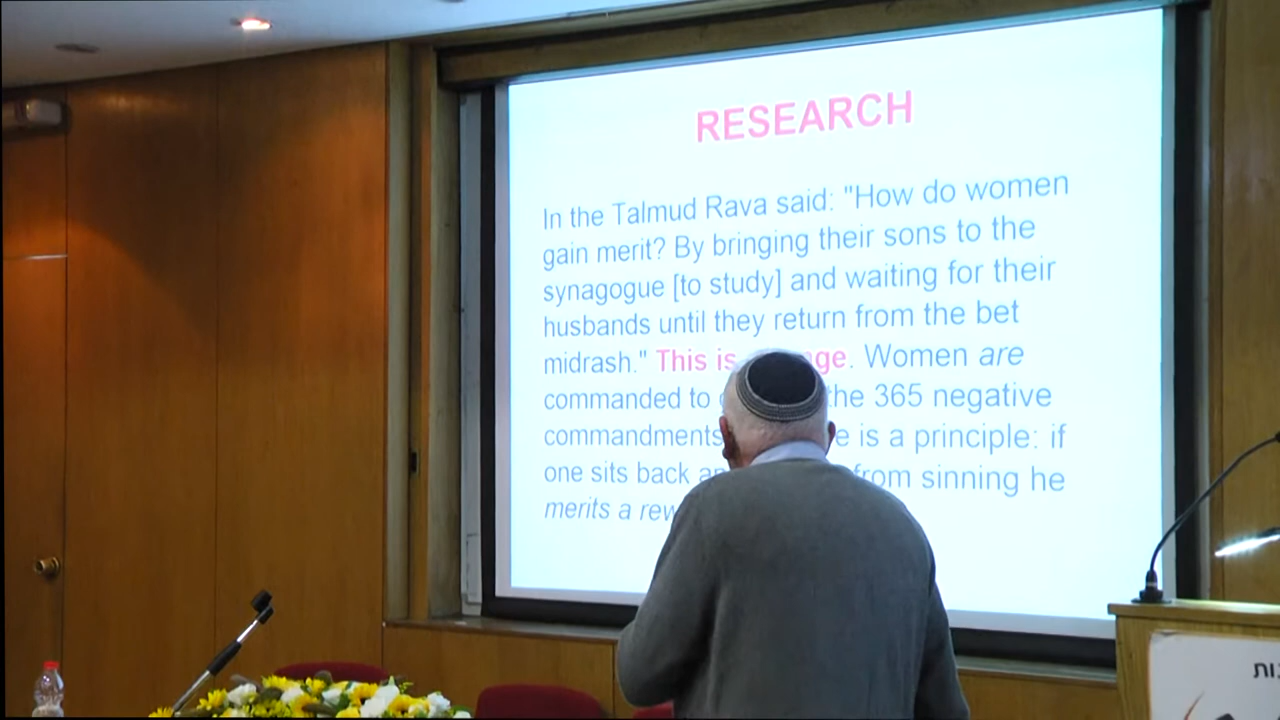 RESEARCH
In the Talmud Rava said: "How do women
gain merit? By bringing their sons to the
synagogue [to study] and waiting for their
husbands until they return from the bet
midrash." This is . Women are
commanded to the 365 negative
commandments is a principle: if
one sits back from sinning he
merits a